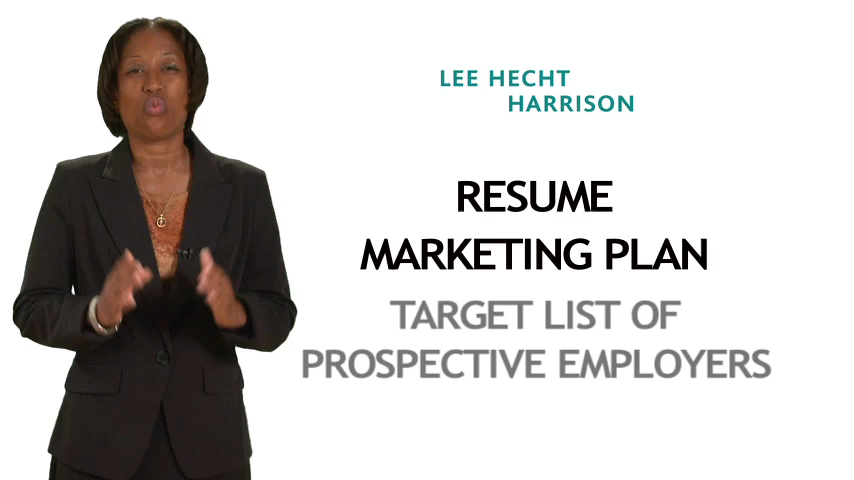 LEE HECHT
HARRISON
RESUME
MARKETING PLAN
TARGET LIST OF
PROSPECTIVE EMPLOYERS